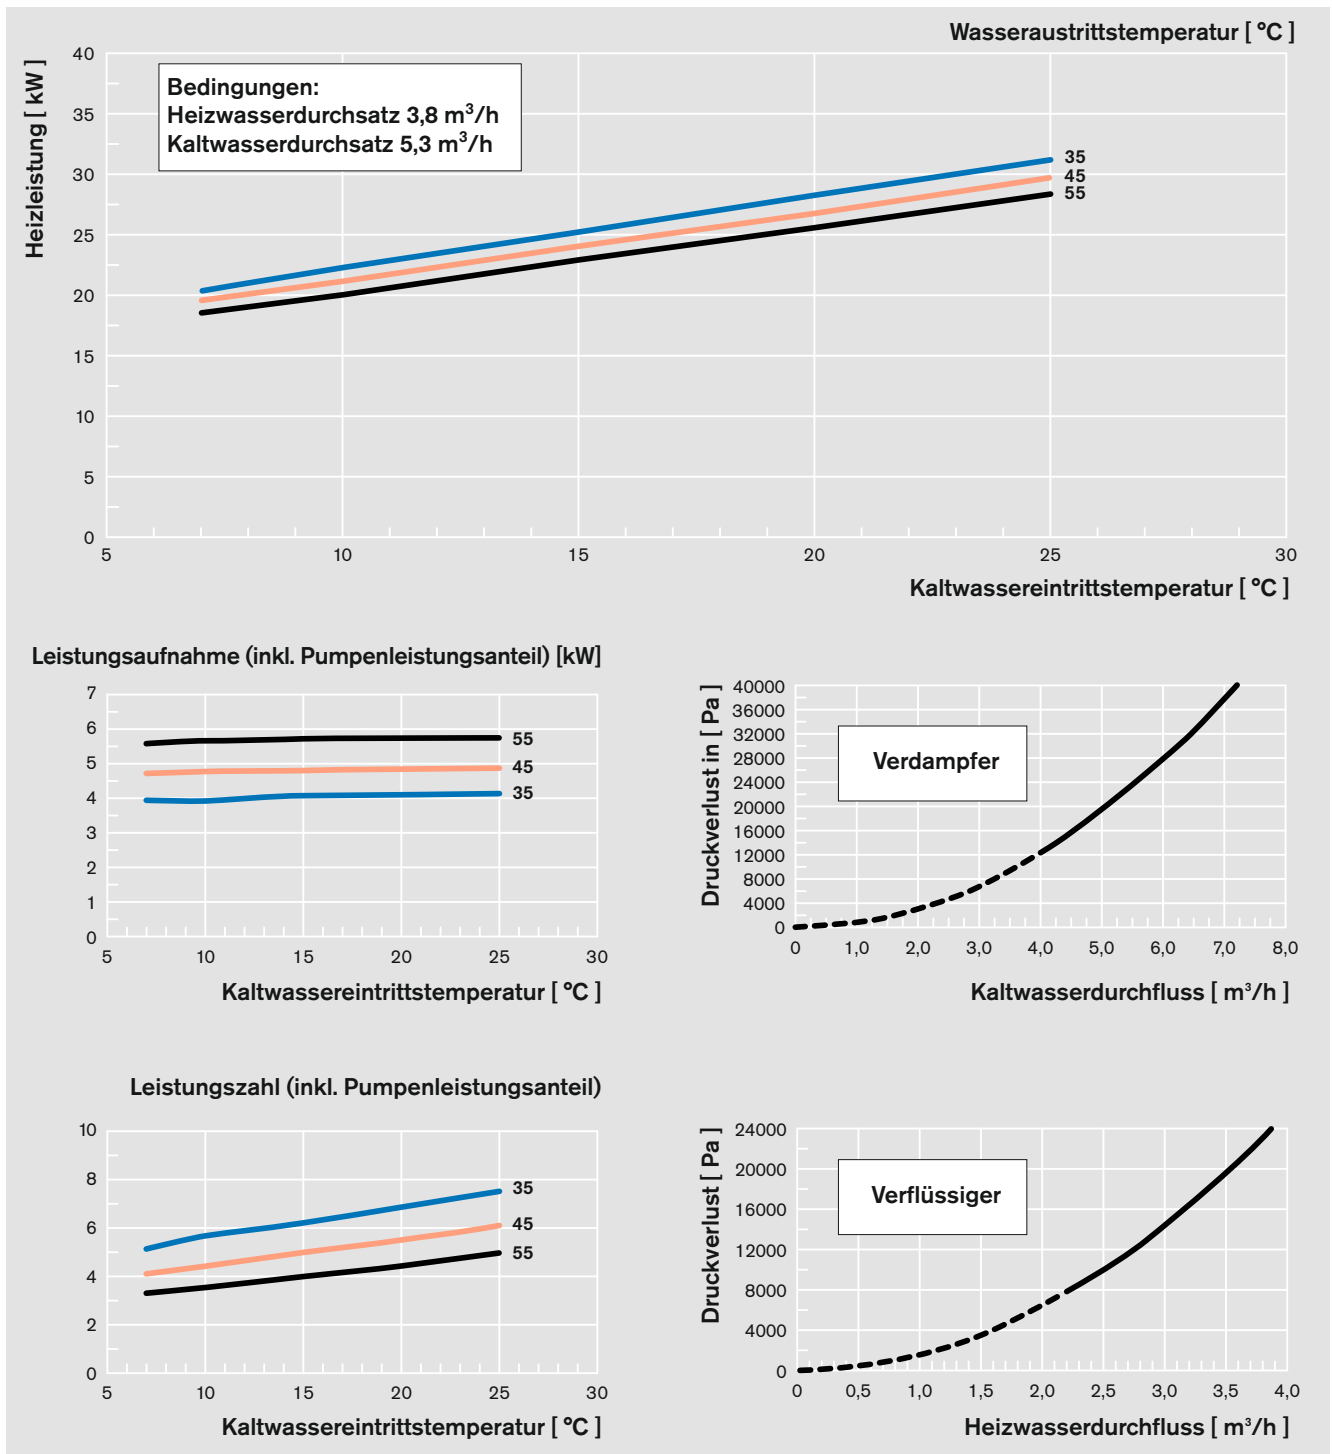 Wasseraustrittstemperatur [ °C ]
Heizleistung [ kW ]
40
35
30
25
20
15
10
5
0
Bedingungen:
Heizwasserdurchsatz 3,8 m³/h
Kaltwasserdurchsatz 5,3 m³/h
35
45
55
5 10 15 20 25 30
Kaltwassereintrittstemperatur [ °C ]
Leistungsaufnahme (inkl. Pumpenleistungsanteil) [kW]
7
6
5
4
3
2
1
0
55
45
35
5 10 15 20 25 30
Kaltwassereintrittstemperatur [ °C ]
Druckverlust in [ Pa ]
40000
36000
32000
28000
24000
20000
16000
12000
8000
4000
0
Verdampfer
0 1,0 2,0 3,0 4,0 5,0 6,0 7,0 8,0
Kaltwasserdurchfluss [ m³/h ]
Leistungszahl (inkl. Pumpenleistungsanteil)
10
8
6
4
2
0
35
45
55
5 10 15 20 25 30
Kaltwassereintrittstemperatur [ °C ]
Druckverlust [ Pa ]
24000
20000
16000
12000
8000
4000
0
Verflüssiger
0 0,5 1,0 1,5 2,0 2,5 3,0 3,5 4,0
Heizwasserdurchfluss [ m³/h ]